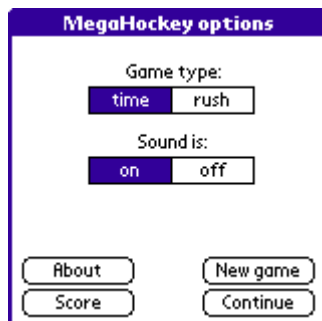 MegaHockey options
Game type:
time rush
Sound is:
on off
About New game
Score Continue